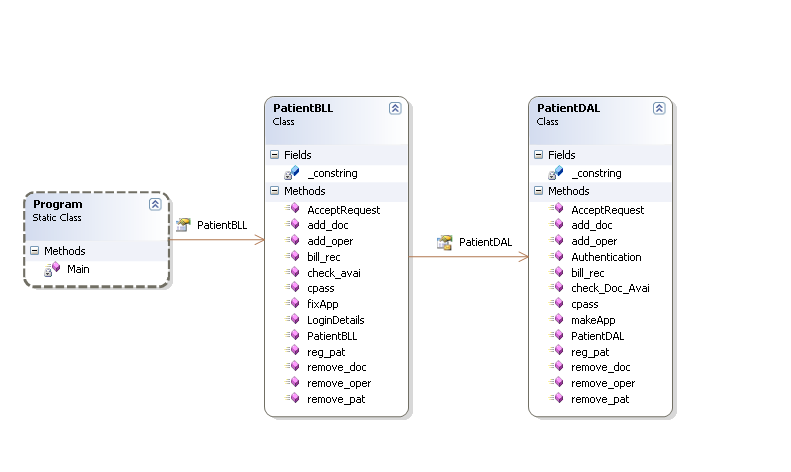 Program
Static Class
Methods
Main
PatientBLL
PatientBLL
Class
Fields
_constring
Methods
AcceptRequest
add_doc
add_oper
bill_rec
check_avai
cpass
fixApp
LoginDetails
PatientBLL
reg_pat
remove_doc
remove_oper
remove_pat
PatientDAL
PatientDAL
Class
Fields
_constring
Methods
AcceptRequest
add_doc
add_oper
Authentication
bill_rec
check_Doc_Avai
cpass
makeApp
PatientDAL
reg_pat
remove_doc
remove_oper
remove_pat